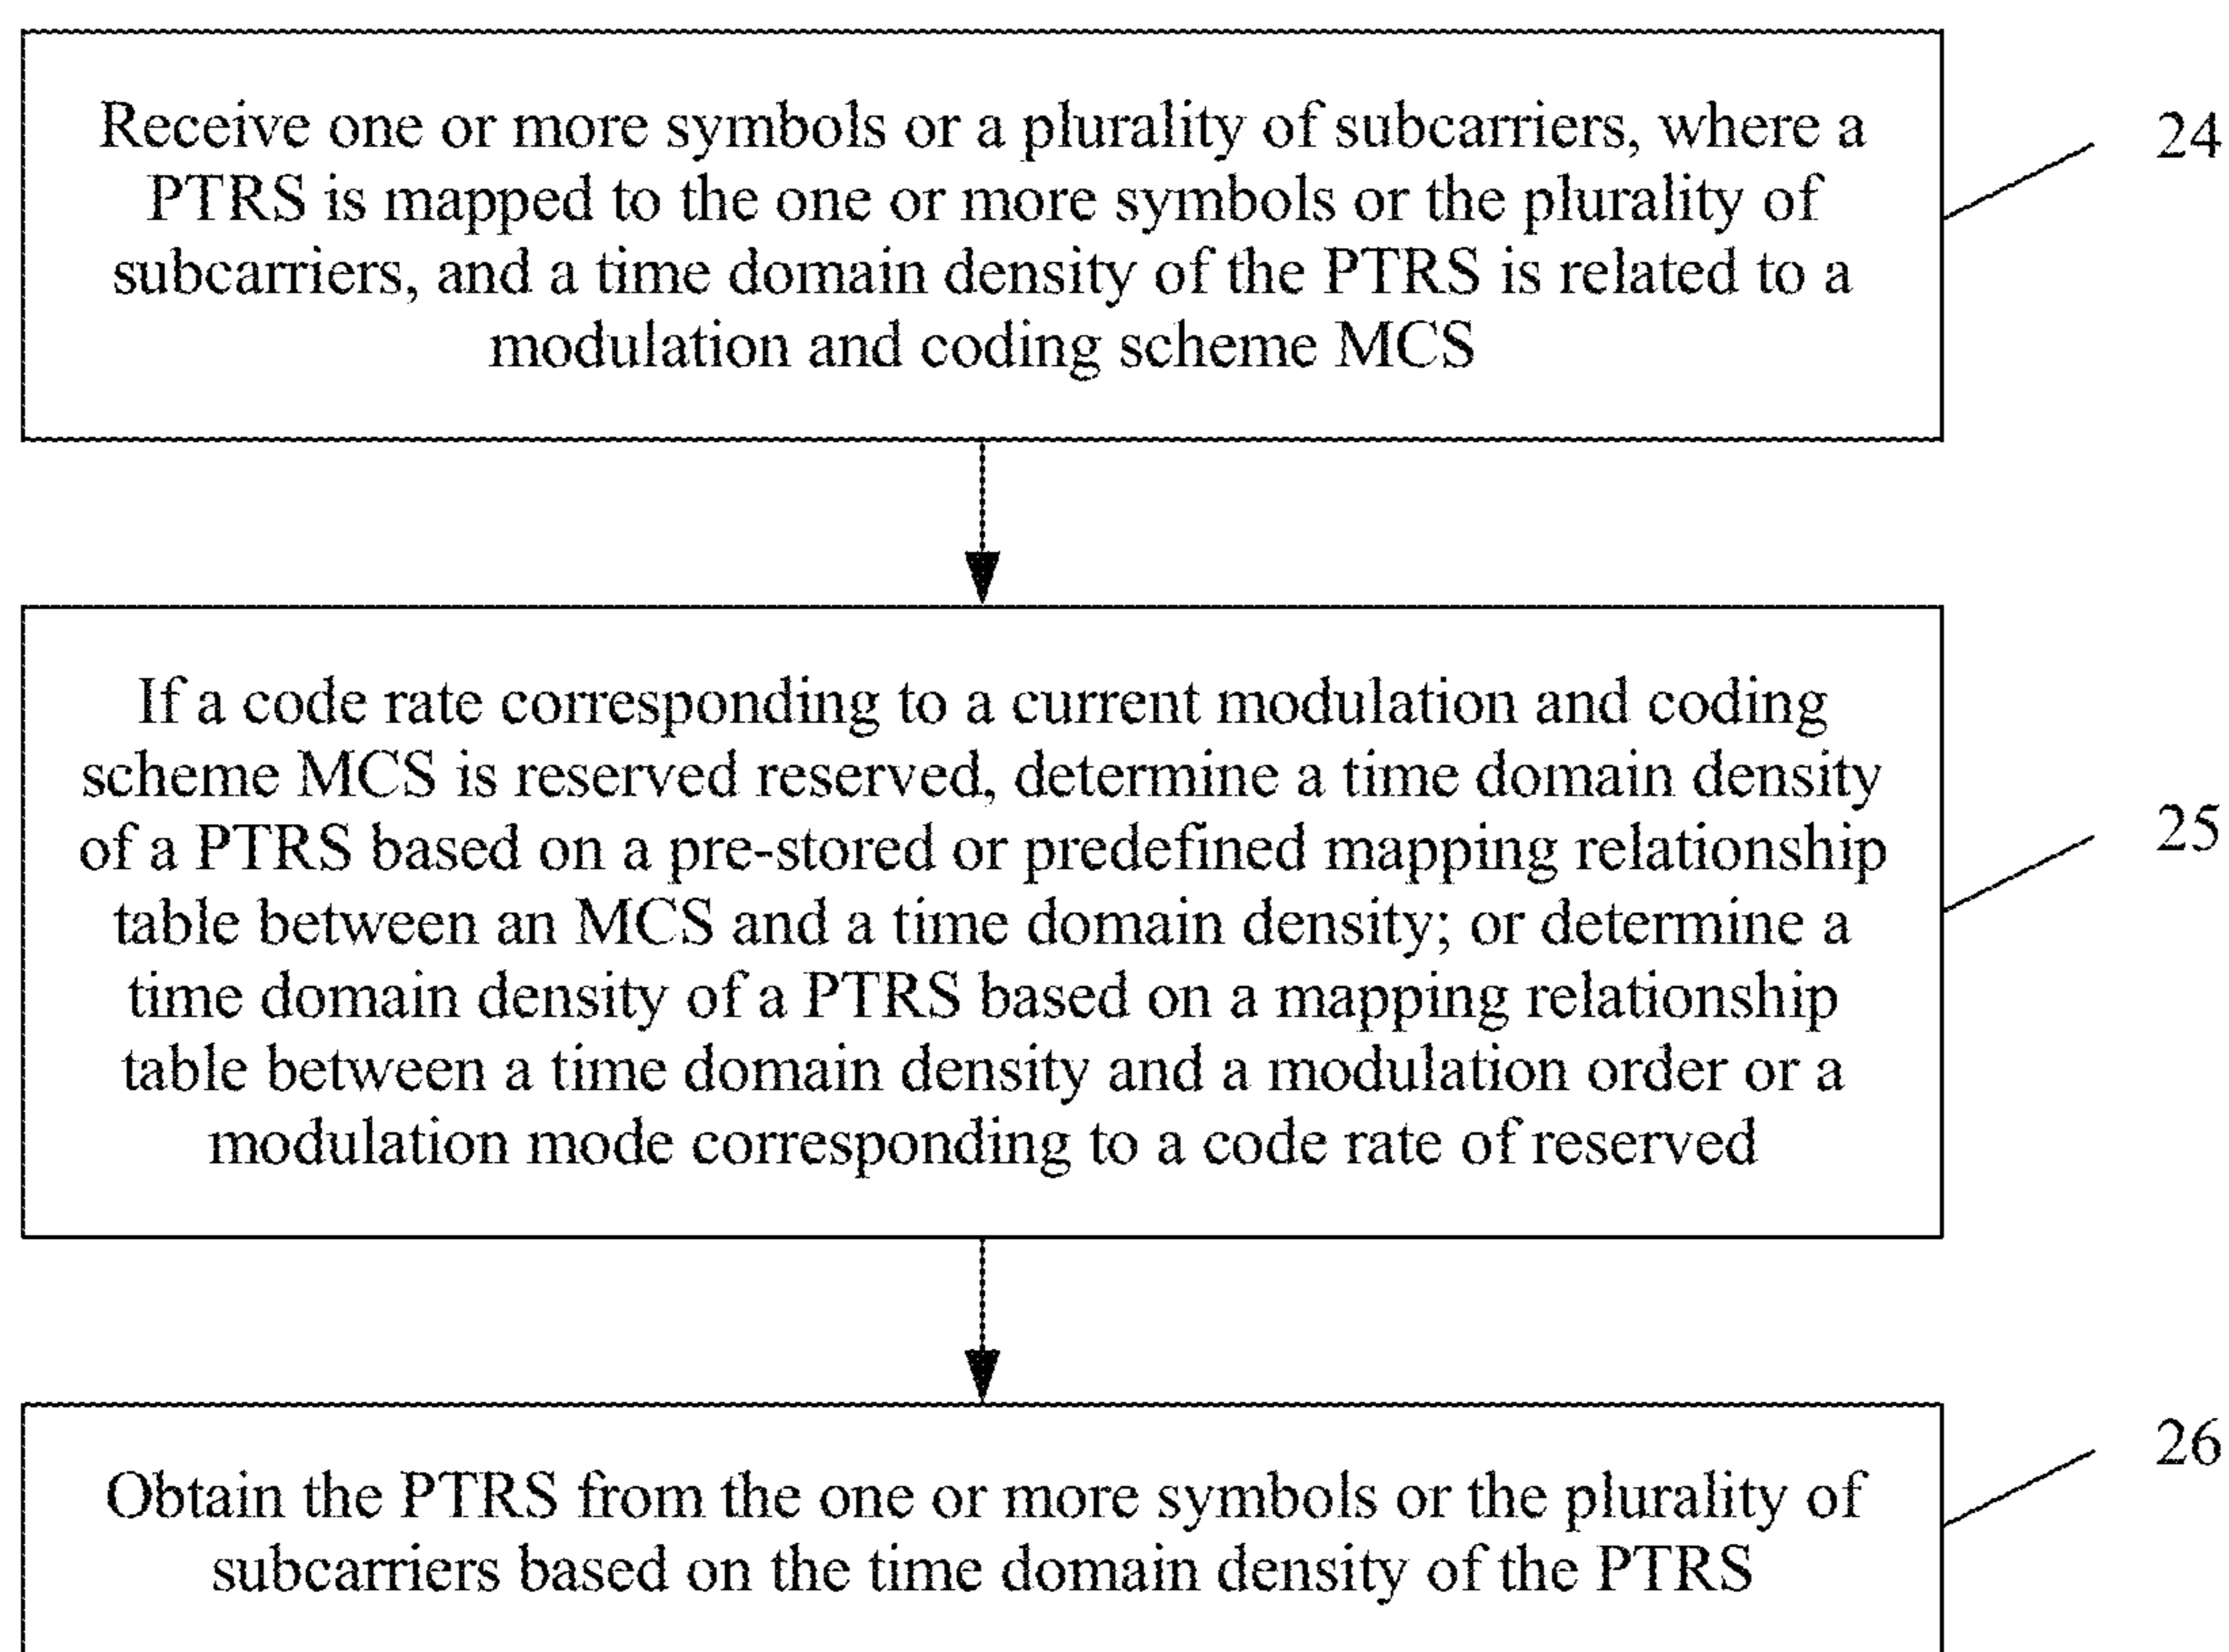 Receive one or more symbols or a plurality of subcarriers, where a
PTRS is mapped to the one or more symbols or the plurality of
subcarriers, and a time domain density of the PTRS is related to a
modulation and coding scheme MCS
24
If a code rate corresponding to a current modulation and coding
scheme MCS is reserved reserved, determine a time domain density
of a PTRS based on a pre-stored or predefined mapping relationship
table between an MCS and a time domain density; or determine a
time domain density of a PTRS based on a mapping relationship
table between a time domain density and a modulation order or a
modulation mode corresponding to a code rate of reserved
25
Obtain the PTRS from the one or more symbols or the plurality of
subcarriers based on the time domain density of the PTRS
26